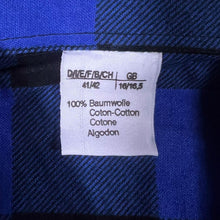 D/I/E/F/B/CH GB
41/42 16/16,5
100% Baumwolle
Coton-Cotton
Cotone
Algodon